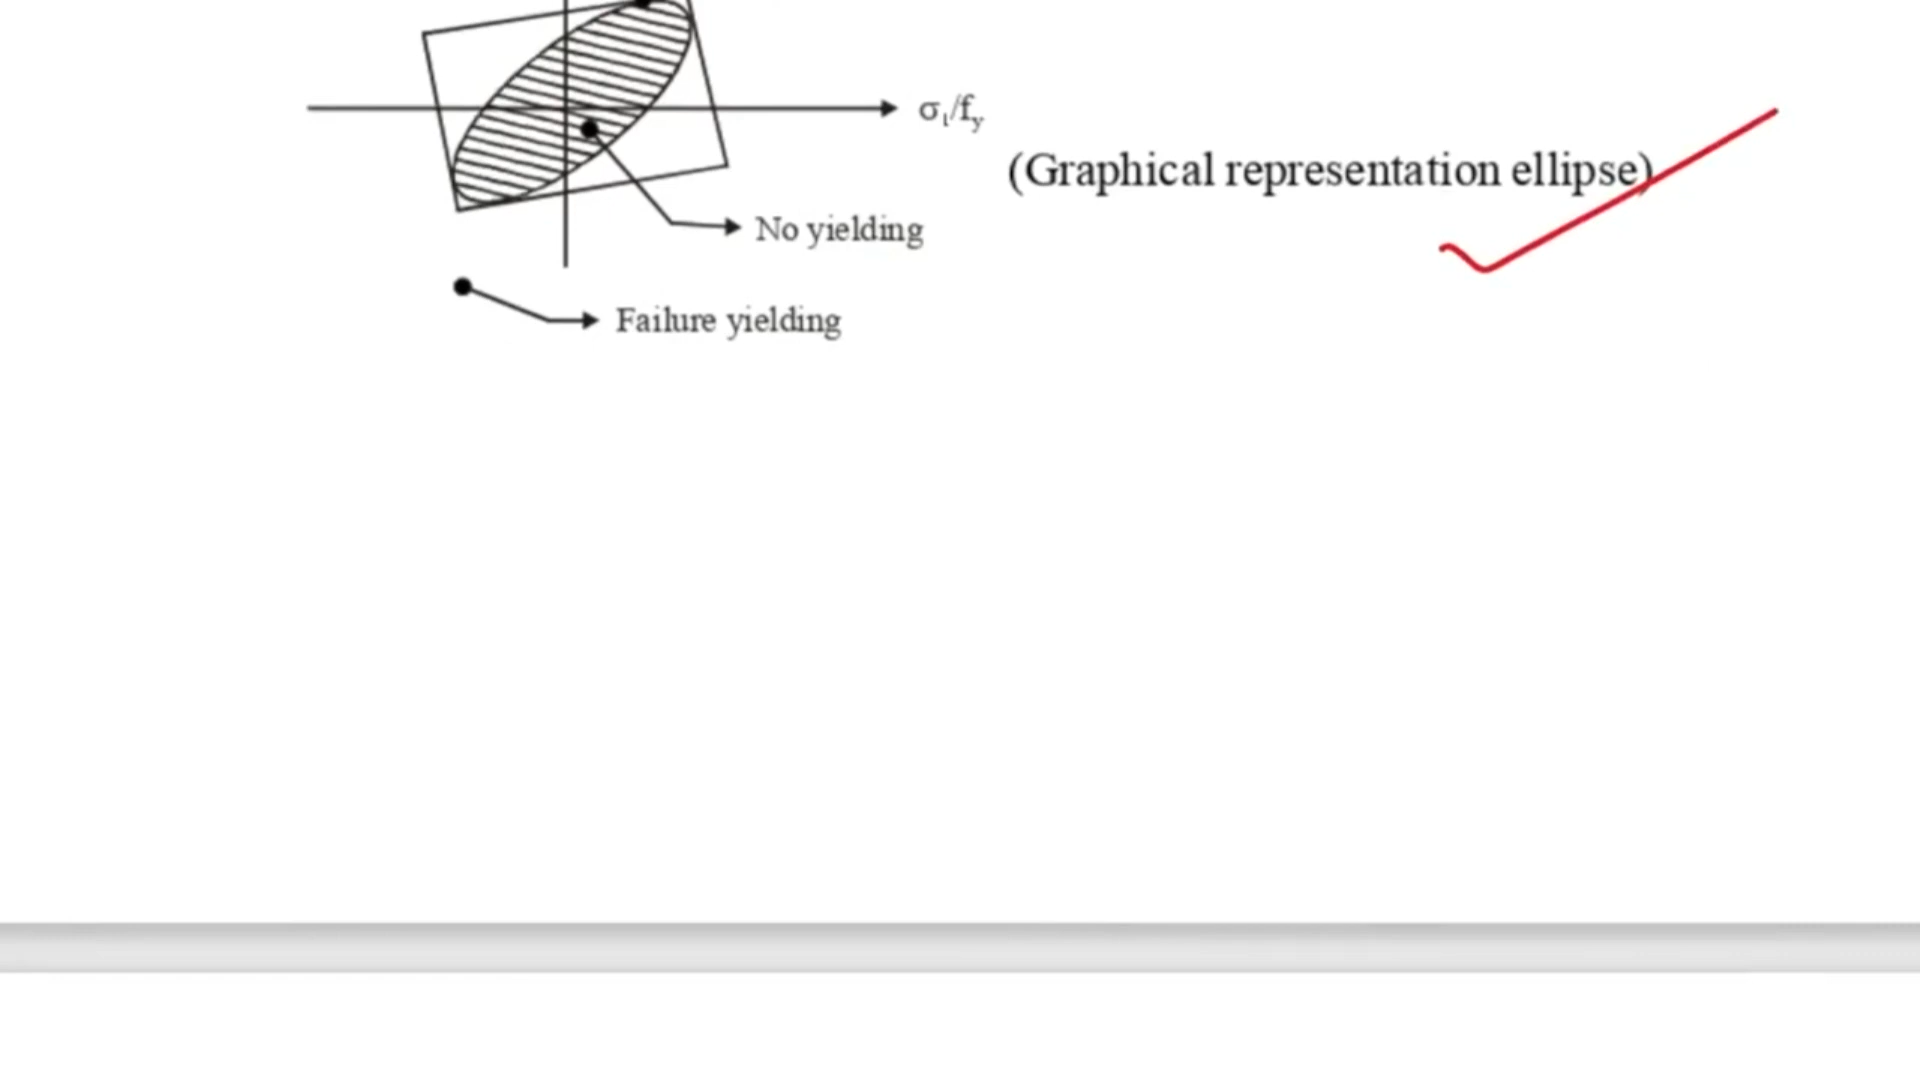 σ₁/fy
(Graphical representation ellipse)
No yielding
Failure yielding